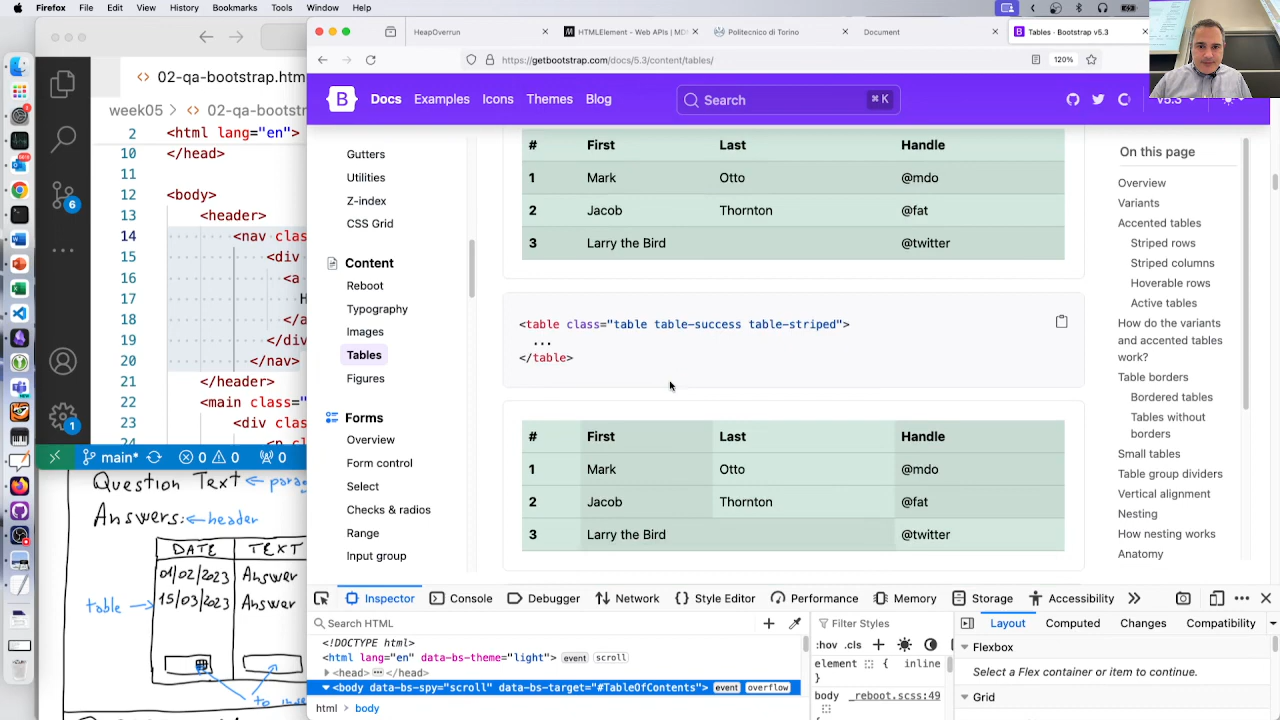 Firefox File Edit View History Bookmarks Tools Window Help
HeapOverrun
HTMLElement - Web APIs | MD
Politecnico di Torino
Document
Tables · Bootstrap v5.3
https://getbootstrap.com/docs/5.3/content/tables/
120%
Docs Examples Icons Themes Blog
Search
⌘ K
v5.3
02-qa-bootstrap.htm
week05 > 02-qa-bootstr
2 <html lang="en">
10 </head>
11
12 <body>
13 <header>
14 <nav clas
15 <div
16 <a
17 H
18 </a
19 </di
20 </nav>
21 </header>
22 <main class="
23 <div clas
24 <p c
main* 0 0 0
6
1
Question Text ← parag
Answers: ← header
DATE TEXT
01/02/2023 Answer
15/03/2023 Answer
table →
Gutters
Utilities
Z-index
CSS Grid
Content
Reboot
Typography
Images
Tables
Figures
Forms
Overview
Form control
Select
Checks & radios
Range
Input group
# First Last Handle
1 Mark Otto @mdo
2 Jacob Thornton @fat
3 Larry the Bird @twitter
<table class="table table-success table-striped">
...
</table>
# First Last Handle
1 Mark Otto @mdo
2 Jacob Thornton @fat
3 Larry the Bird @twitter
On this page
Overview
Variants
Accented tables
Striped rows
Striped columns
Hoverable rows
Active tables
How do the variants
and accented tables
work?
Table borders
Bordered tables
Tables without
borders
Small tables
Table group dividers
Vertical alignment
Nesting
How nesting works
Anatomy
Inspector Console Debugger Network Style Editor Performance Memory Storage Accessibility
Search HTML
<!DOCTYPE html>
<html lang="en" data-bs-theme="light"> event scroll
<head> ··· </head>
<body data-bs-spy="scroll" data-bs-target="#TableOfContents"> event overflow
html > body
Filter Styles
:hov .cls
element inline
{
}
body _reboot.scss:49
{
Layout Computed Changes Compatibility
Flexbox
Select a Flex container or item to continue.
Grid